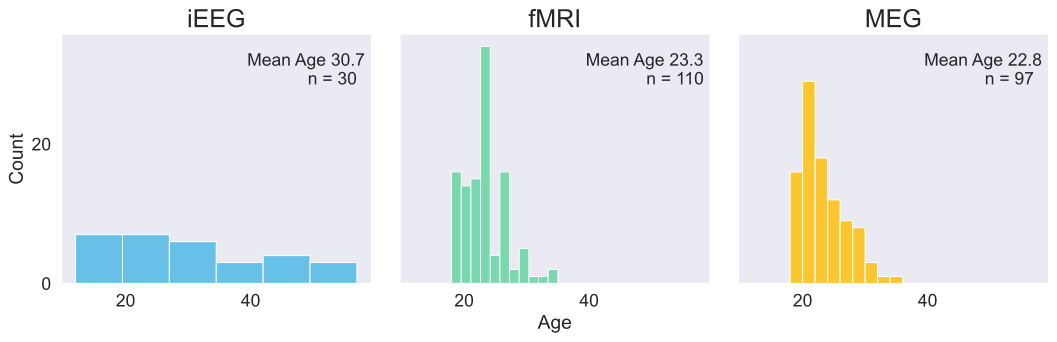 iEEG
fMRI
MEG
Mean Age 30.7
n = 30
Mean Age 23.3
n = 110
Mean Age 22.8
n = 97
Count
20
0
20 40
20 40
20 40
Age